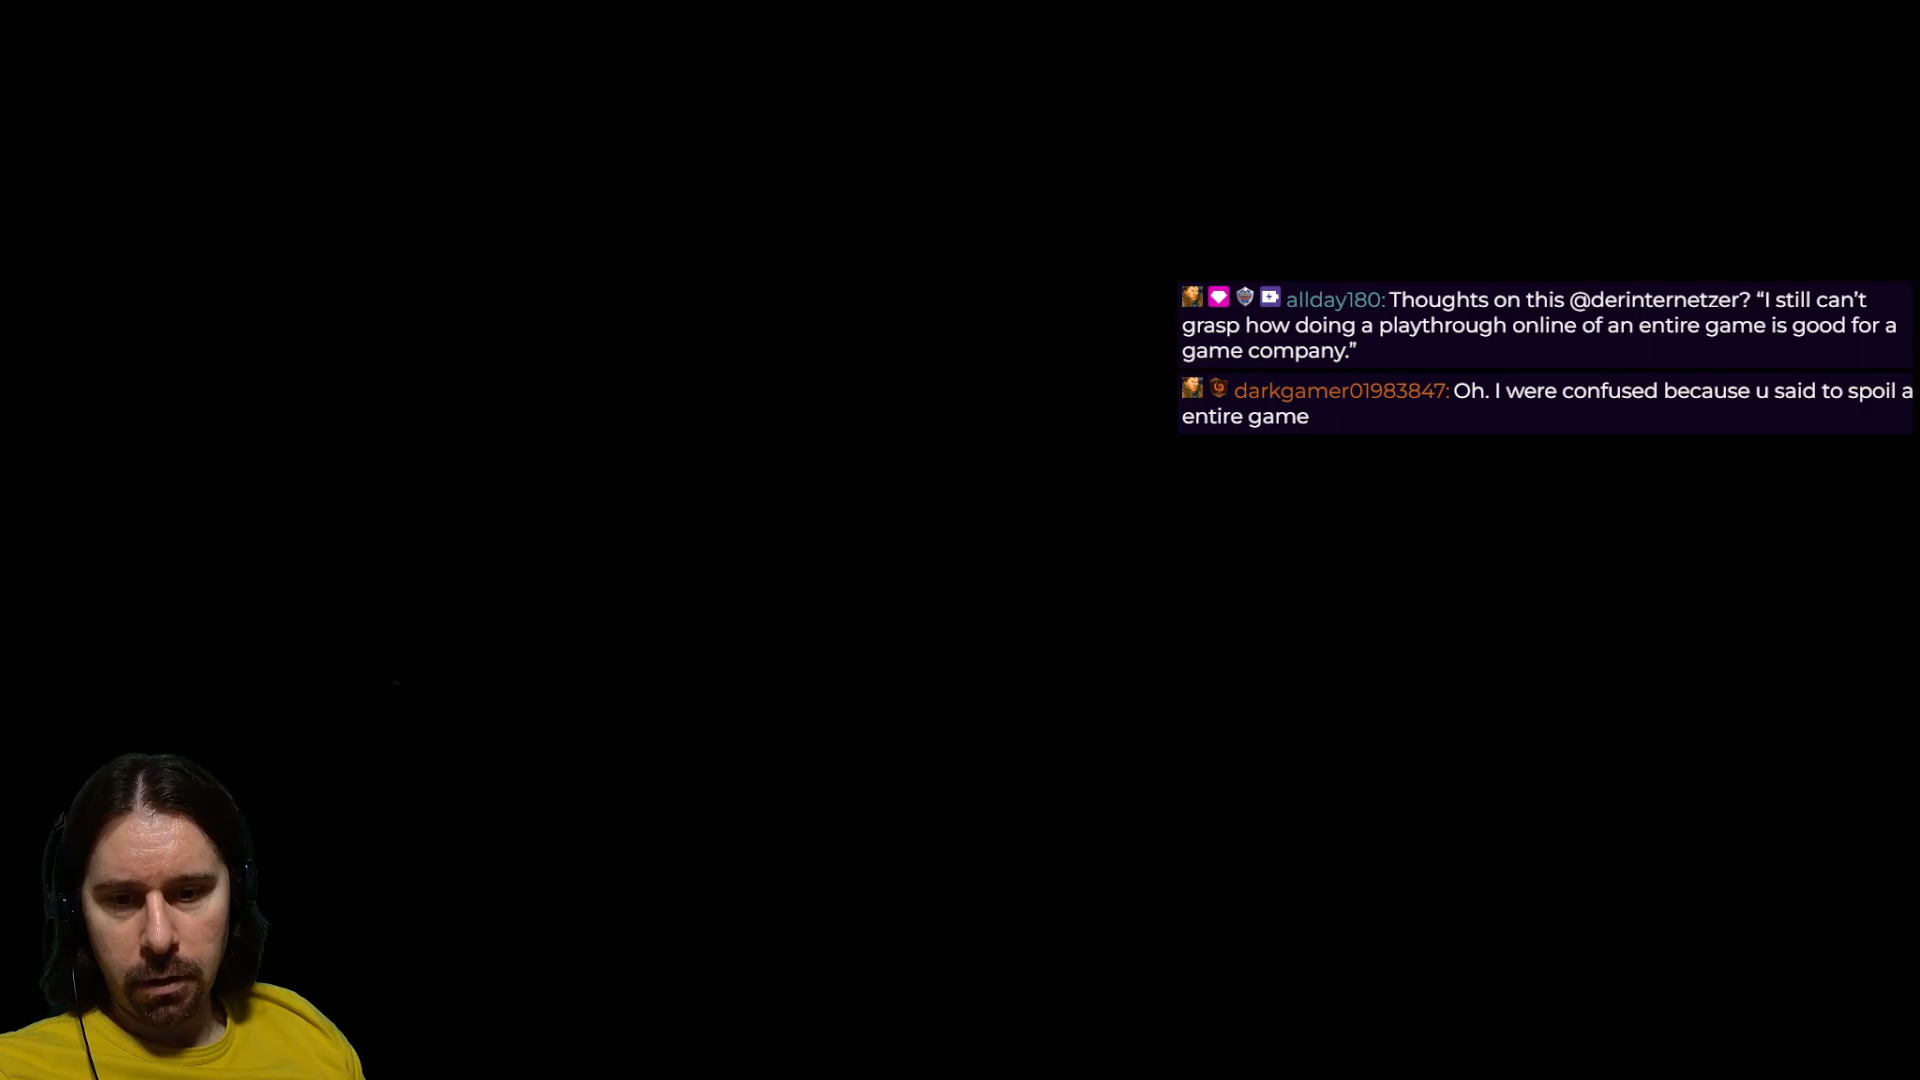 allday180: Thoughts on this @derinternetzer? “I still can’t
grasp how doing a playthrough online of an entire game is good for a
game company.”
darkgamer01983847: Oh. I were confused because u said to spoil a
entire game